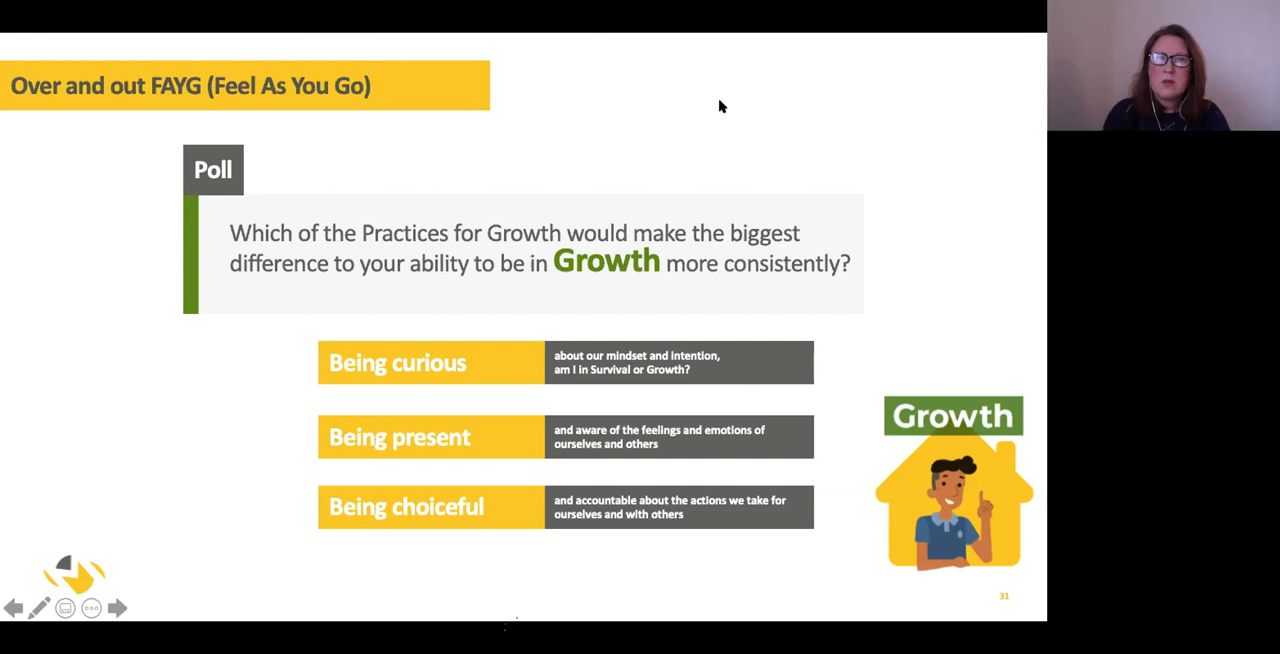 Over and out FAYG (Feel As You Go)
Poll
Which of the Practices for Growth would make the biggest
difference to your ability to be in Growth more consistently?
Being curious
about our mindset and intention,
am I in Survival or Growth?
Being present
and aware of the feelings and emotions of
ourselves and others
Being choiceful
and accountable about the actions we take for
ourselves and with others
Growth
31